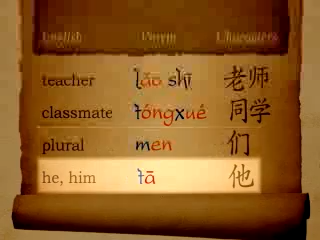 English Pinyin Characters
teacher lǎo shī 老师
classmate tóngxué 同学
plural men 们
he, him tā 他